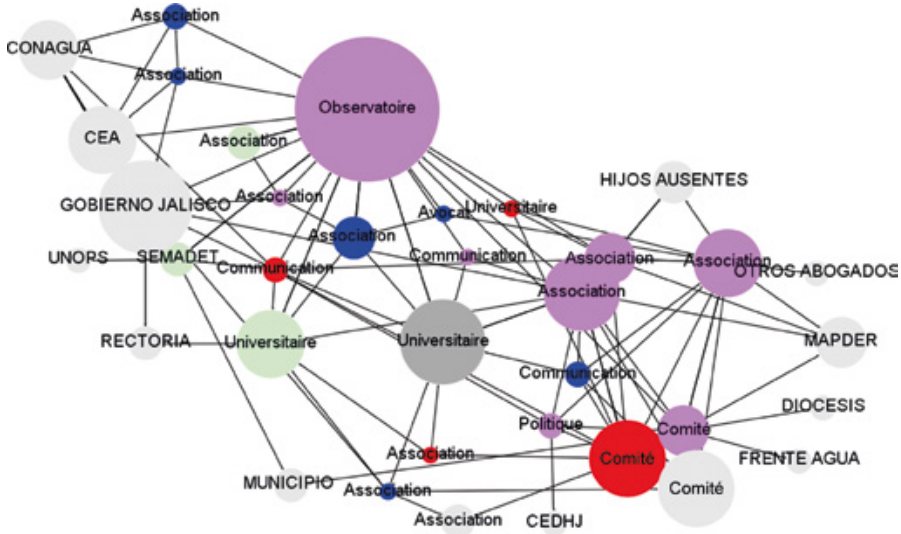 Association
CONAGUA
Association
Observatoire
CEA
Association
HIJOS AUSENTES
Association
GOBIERNO JALISCO
Universitaire
Avocat
Association
UNOPS
SEMADET
Communication
Communication
Association
Association
OTROS ABOGADOS
Association
RECTORIA
Universitaire
Universitaire
MAPDER
Communication
DIOCESIS
Politique
Comité
Association
Comité
FRENTE AGUA
MUNICIPIO
Association
Comité
Association
CEDHJ